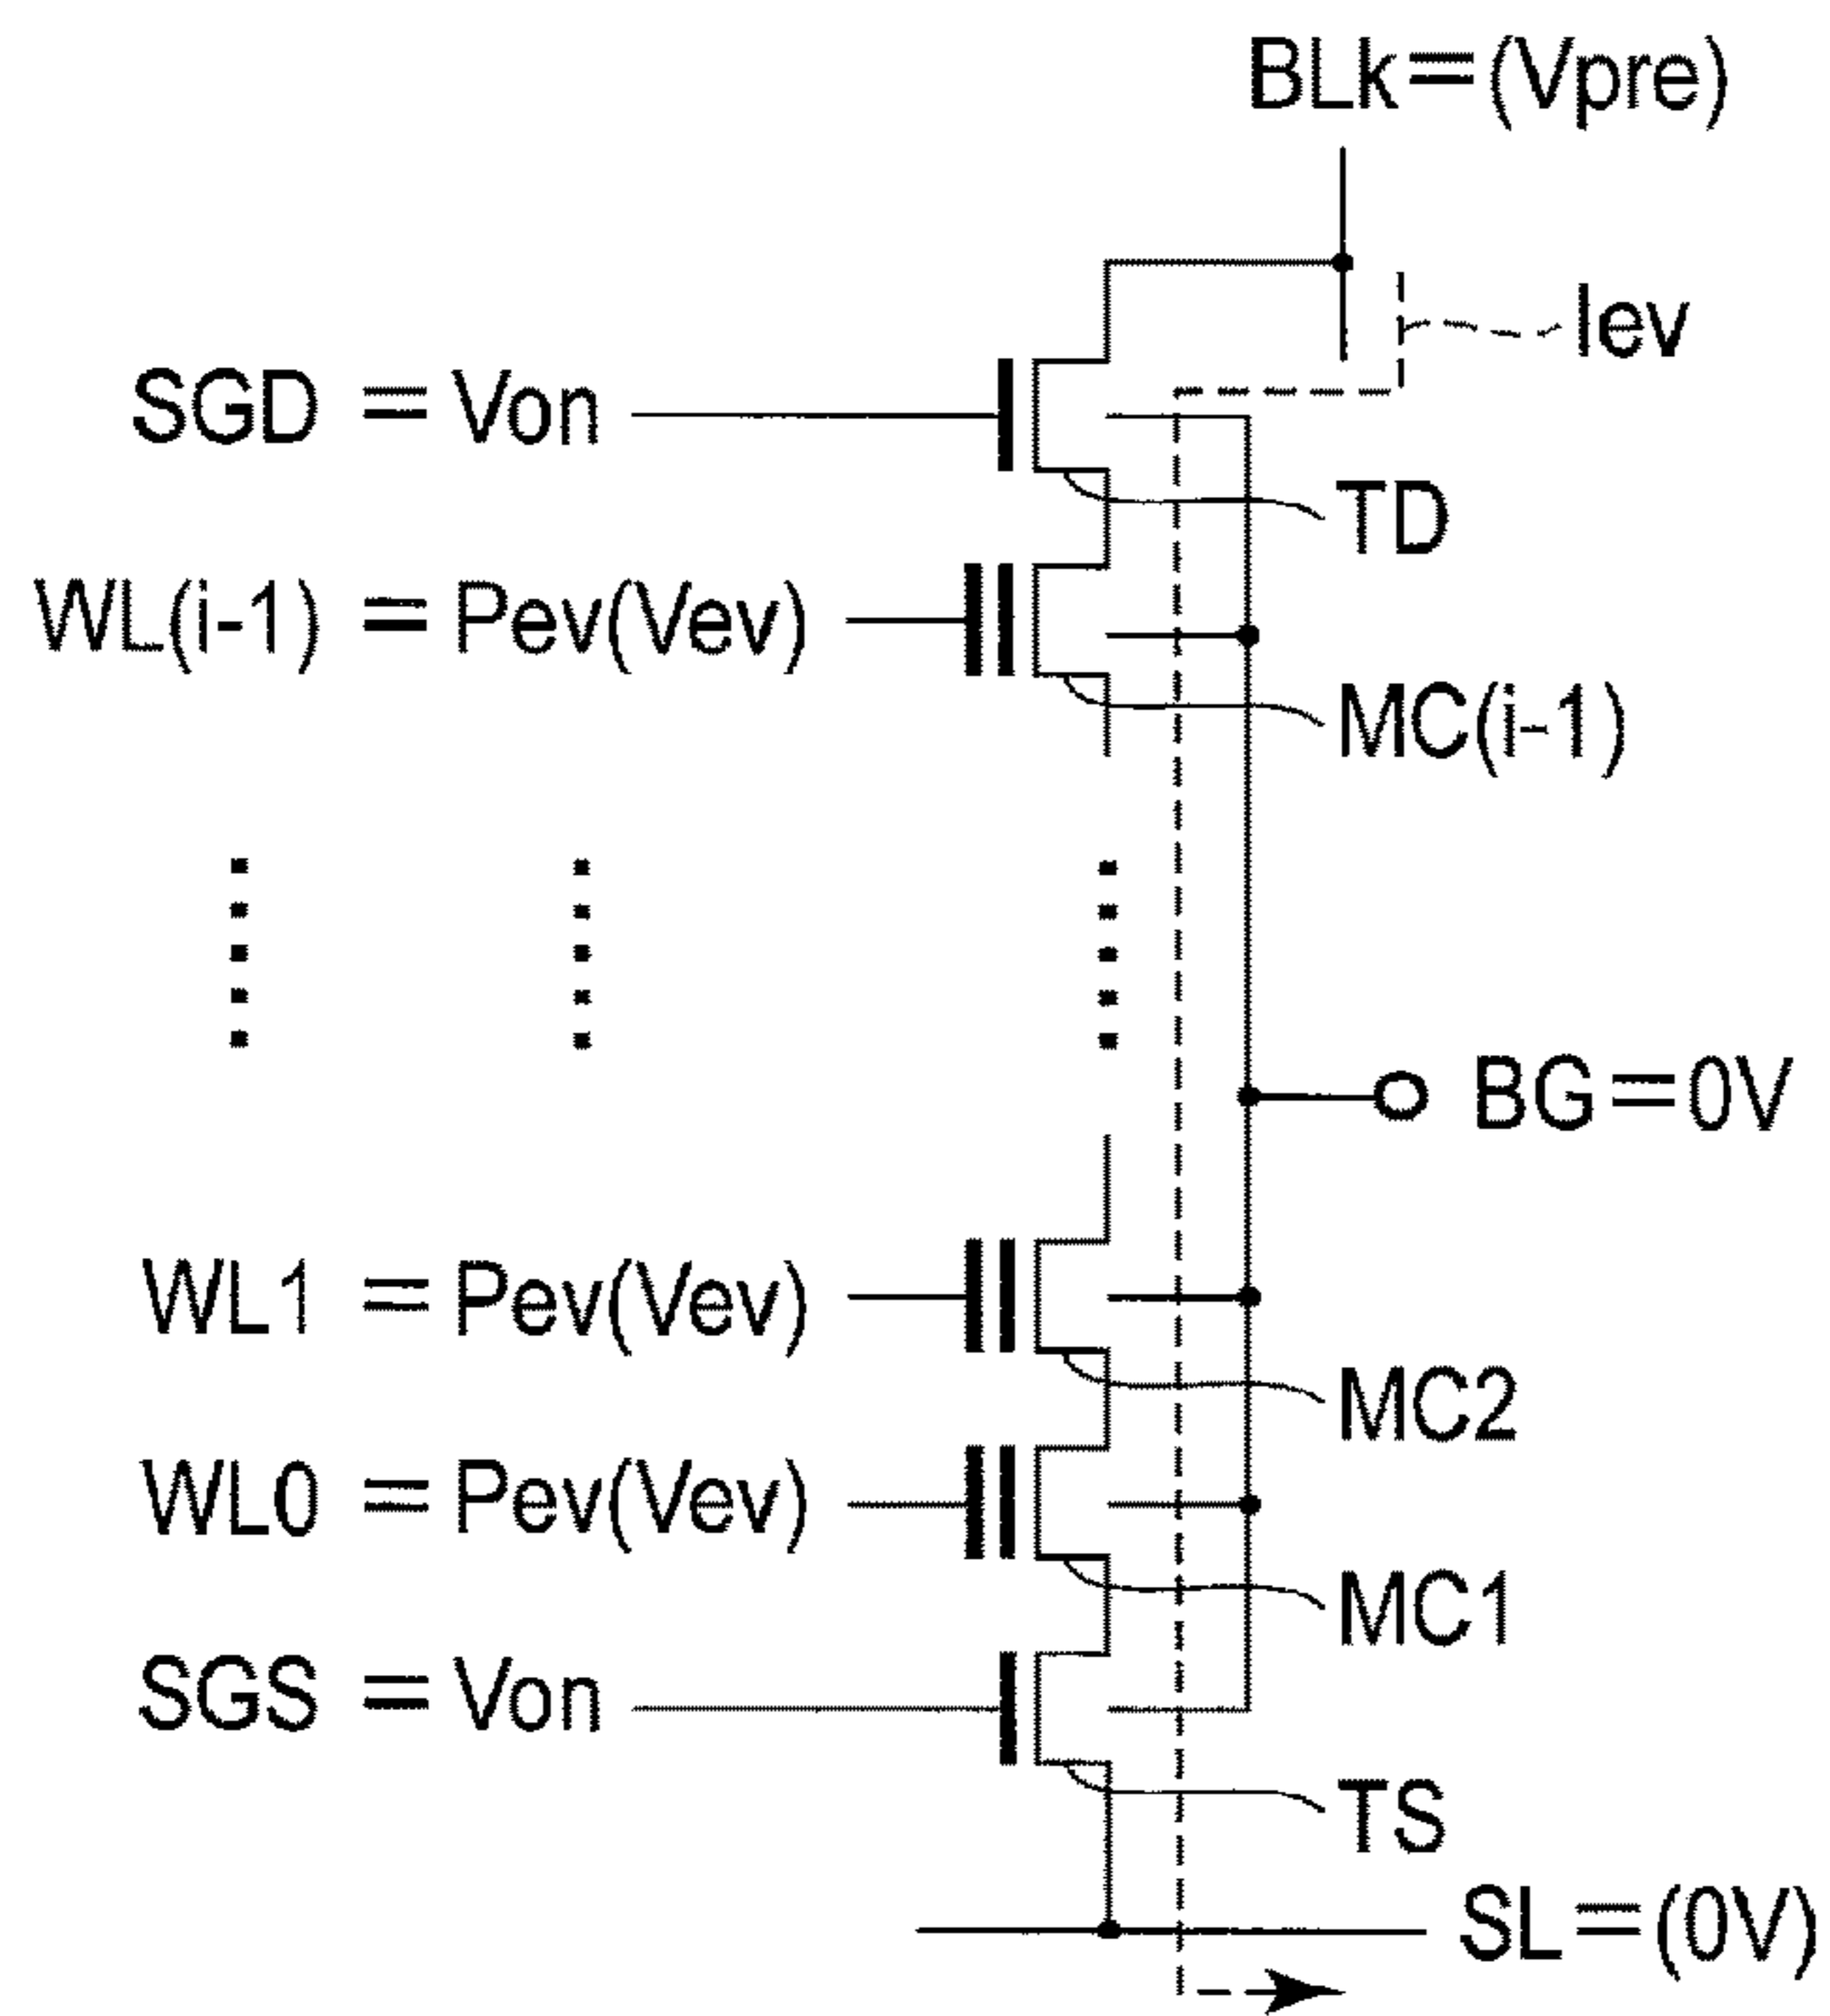 BLk=(Vpre)
Iev
SGD = Von
TD
WL(i-1) = Pev(Vev)
MC(i-1)
BG=0V
WL1 = Pev(Vev)
MC2
WL0 = Pev(Vev)
MC1
SGS = Von
TS
SL=(0V)